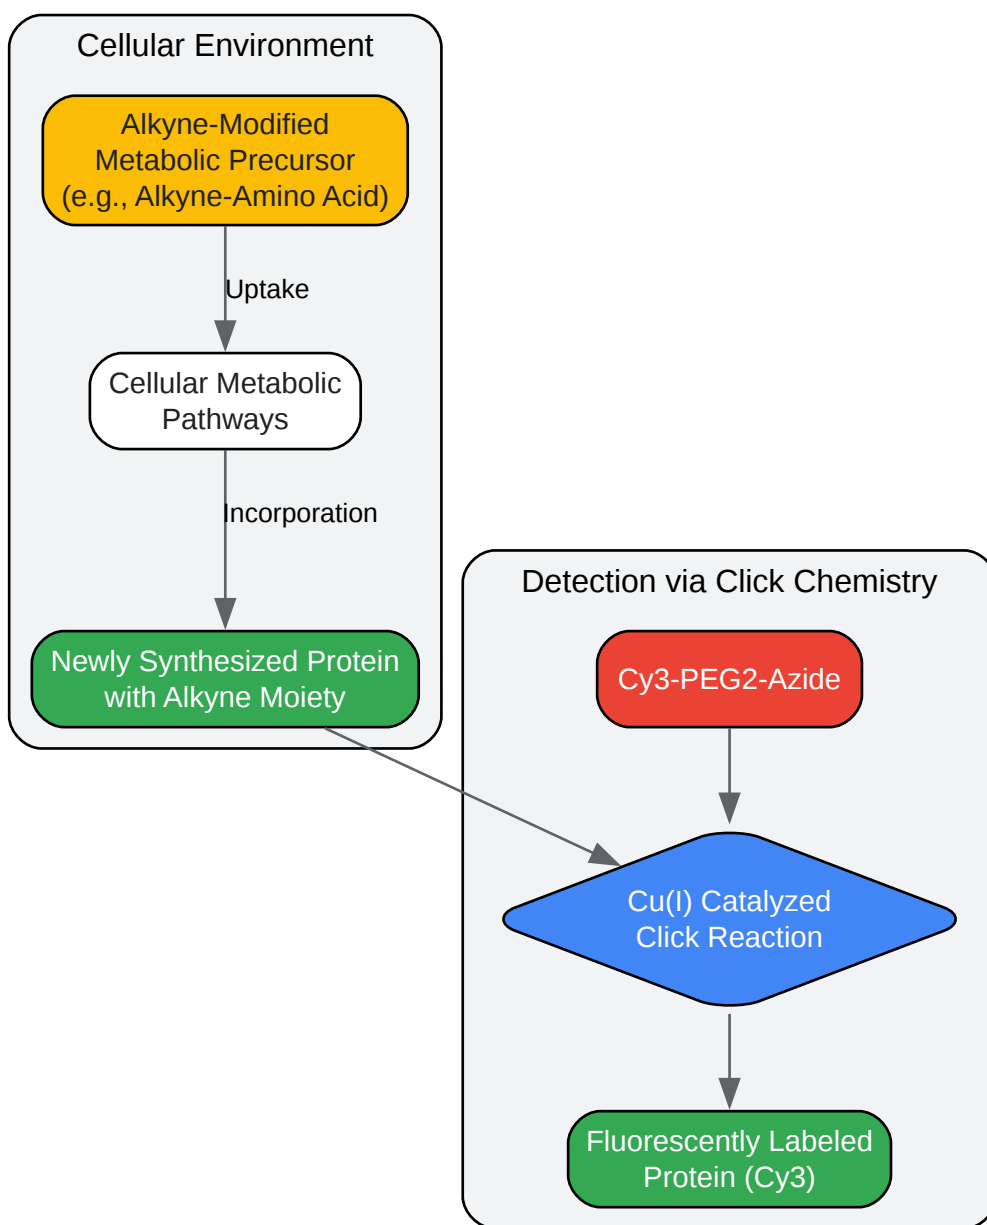 Cellular Environment
Alkyne-Modified
Metabolic Precursor
(e.g., Alkyne-Amino Acid)
Uptake
Cellular Metabolic
Pathways
Incorporation
Newly Synthesized Protein
with Alkyne Moiety
Detection via Click Chemistry
Cy3-PEG2-Azide
Cu(I) Catalyzed
Click Reaction
Fluorescently Labeled
Protein (Cy3)